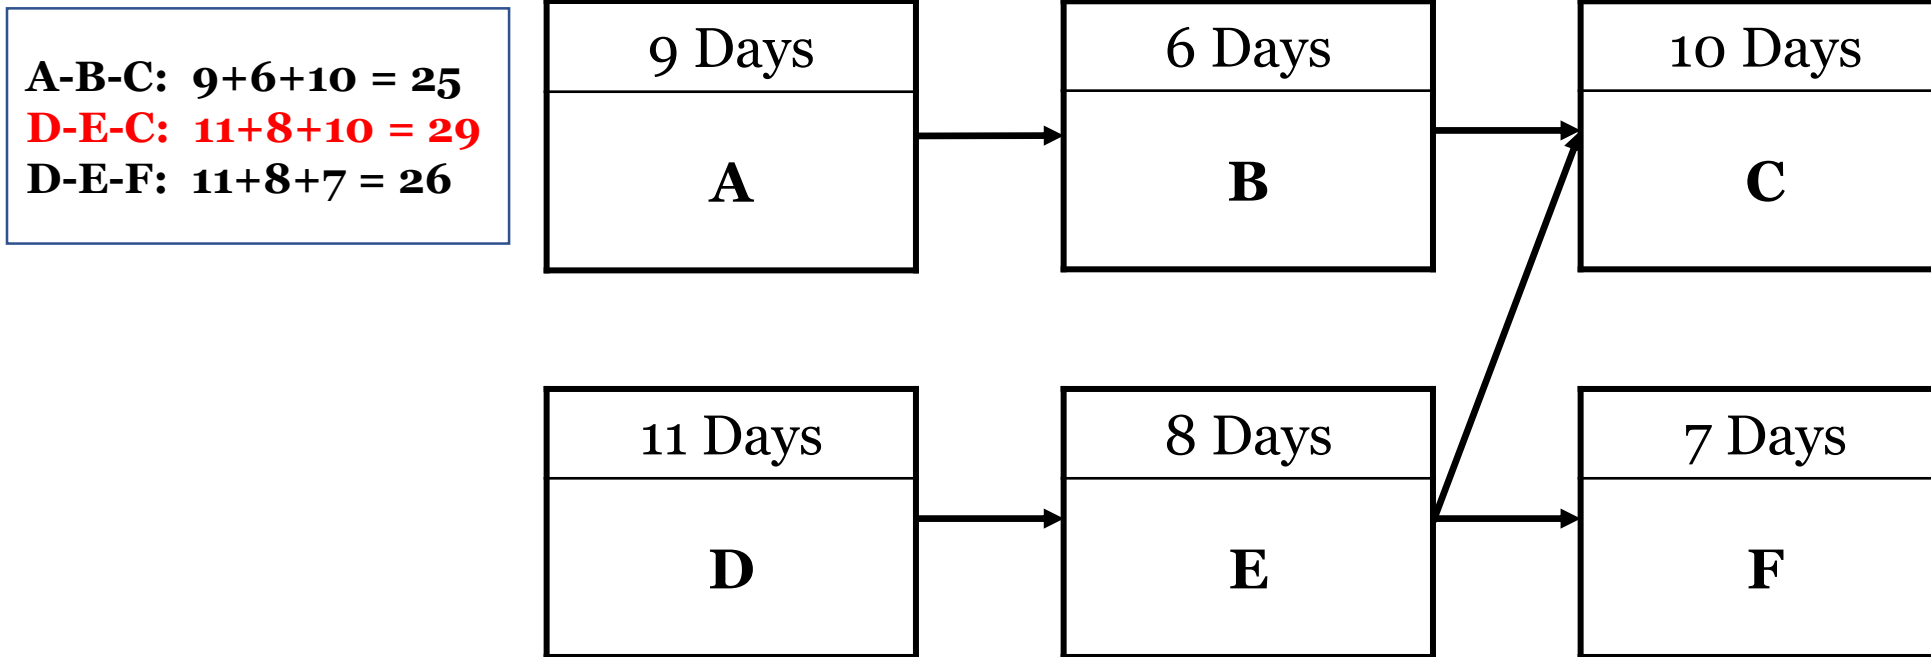 A-B-C: 9+6+10 = 25
D-E-C: 11+8+10 = 29
D-E-F: 11+8+7 = 26
9 Days
A
6 Days
B
10 Days
C
11 Days
D
8 Days
E
7 Days
F